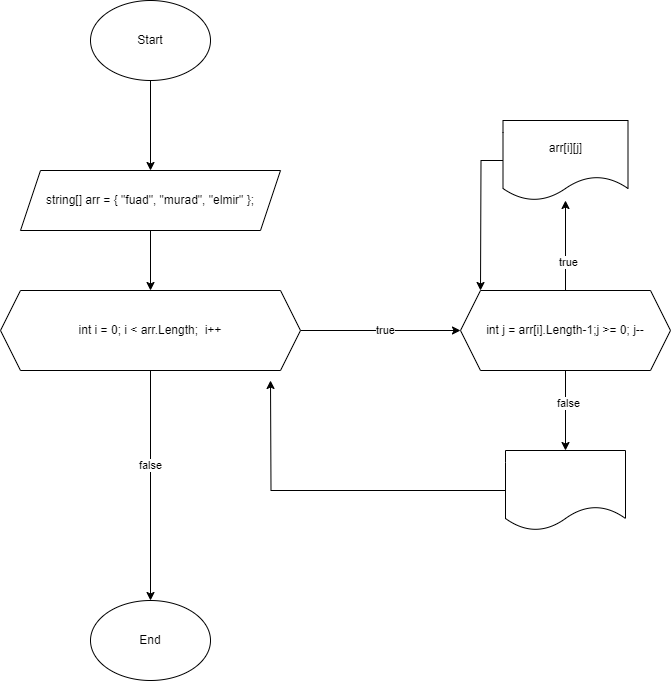 Start
string[] arr = { "fuad", "murad", "elmir" };
int i = 0; i < arr.Length;  i++
true
int j = arr[i].Length-1;j >= 0; j--
true
arr[i][j]
false
false
End